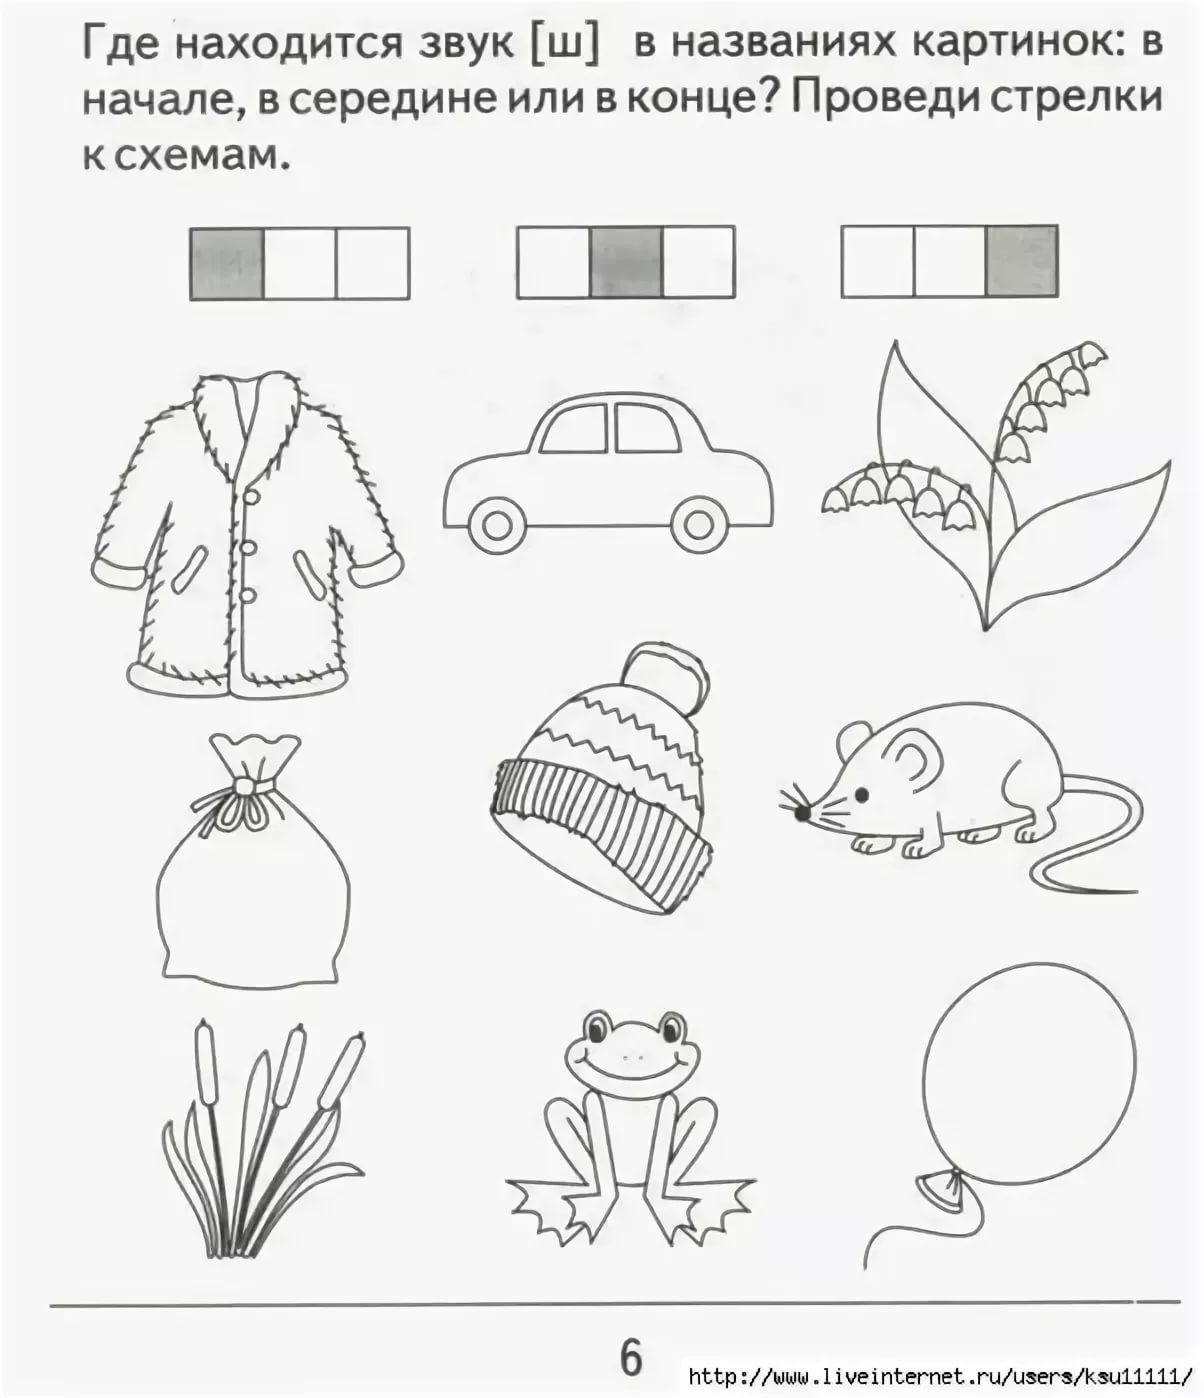 Где находится звук [ш] в названиях картинок: в
начале, в середине или в конце? Проведи стрелки
к схемам.
6
http://www.liveinternet.ru/users/ksu11111/